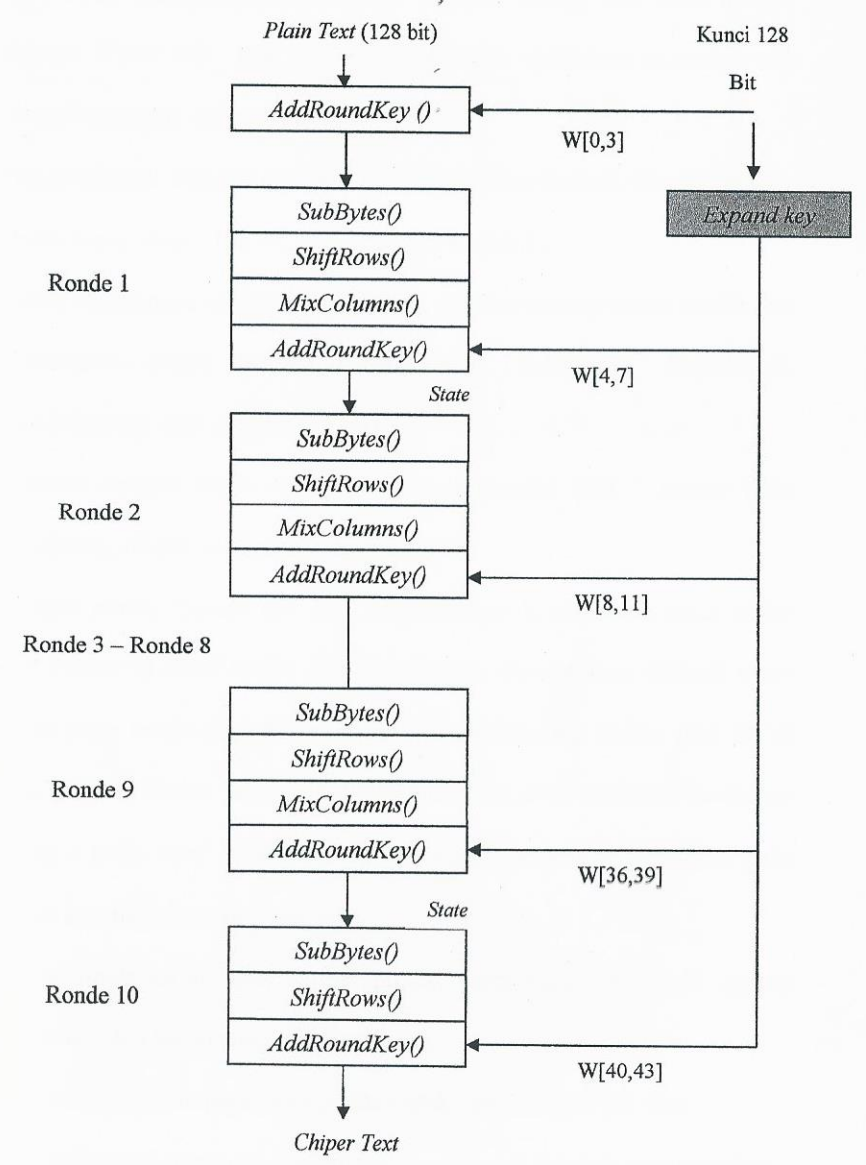 Plain Text (128 bit)
Kunci 128
Bit
AddRoundKey ()
W[0,3]
Expand key
Ronde 1
SubBytes()
ShiftRows()
MixColumns()
AddRoundKey()
W[4,7]
State
Ronde 2
SubBytes()
ShiftRows()
MixColumns()
AddRoundKey()
W[8,11]
Ronde 3 – Ronde 8
Ronde 9
SubBytes()
ShiftRows()
MixColumns()
AddRoundKey()
W[36,39]
State
Ronde 10
SubBytes()
ShiftRows()
AddRoundKey()
W[40,43]
Chiper Text